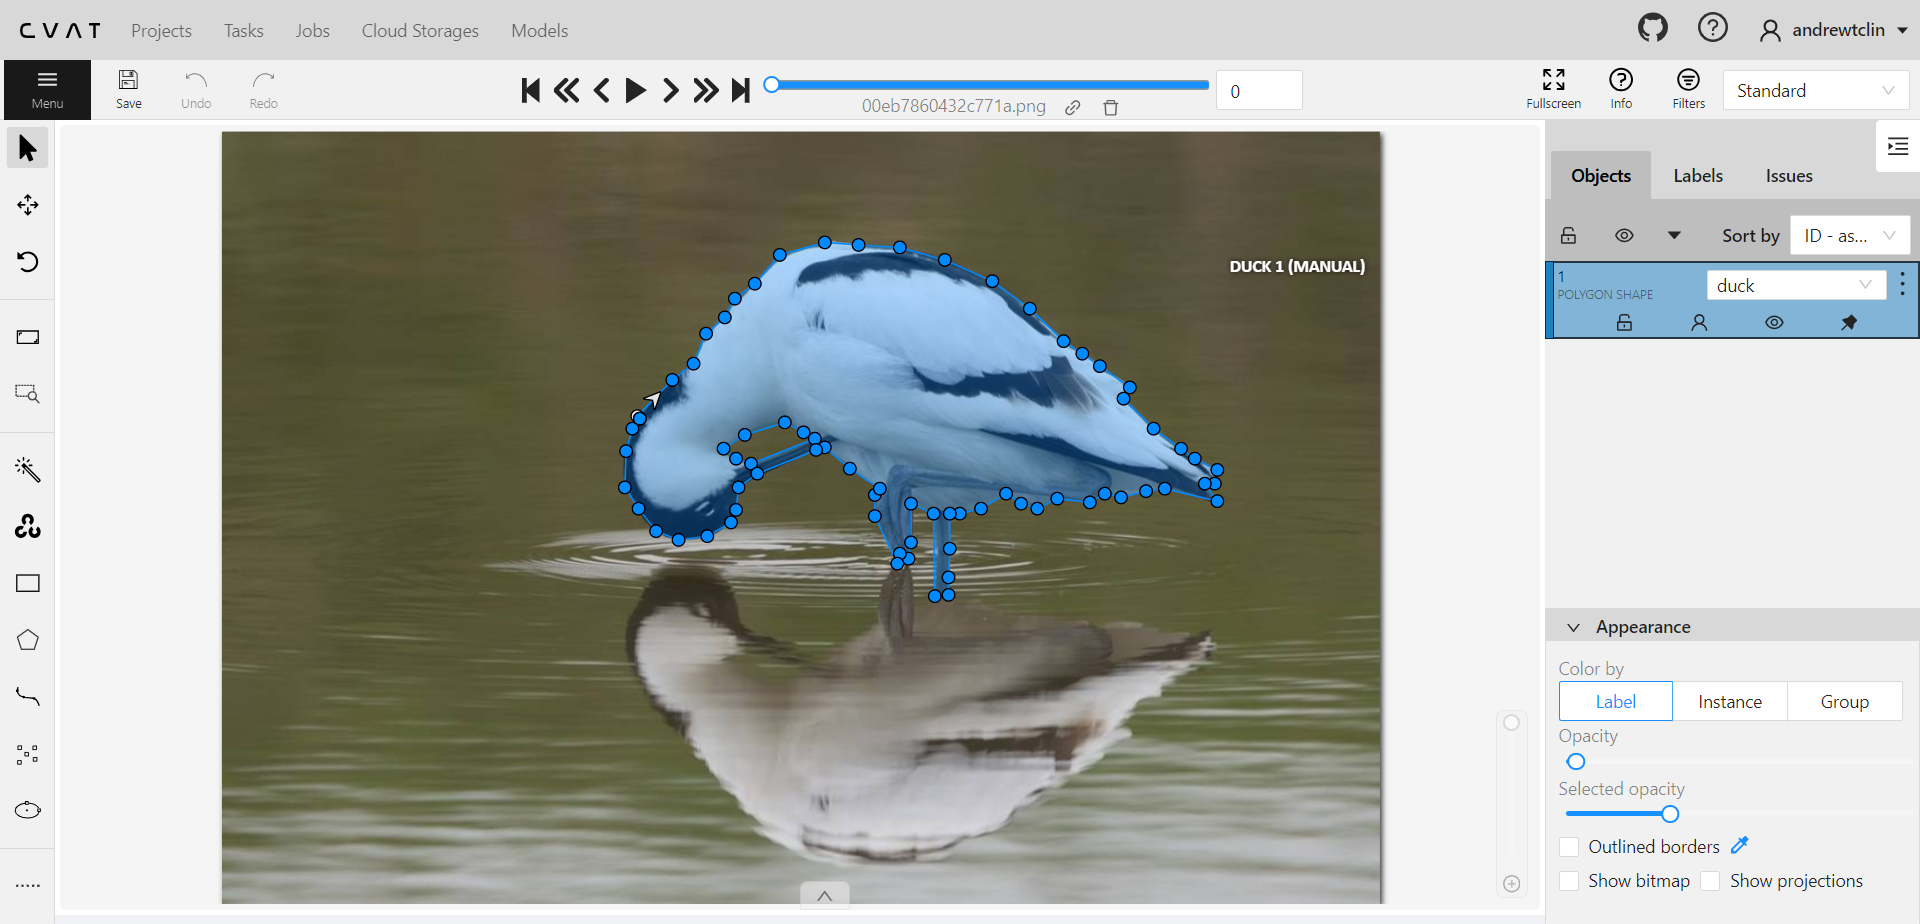 CVAT Projects Tasks Jobs Cloud Storages Models andrewtclin
Menu Save Undo Redo 00eb7860432c771a.png 0 Fullscreen Info Filters Standard
Objects Labels Issues
Sort by ID - as...
DUCK 1 (MANUAL)
1
POLYGON SHAPE
duck
Appearance
Color by
Label Instance Group
Opacity
Selected opacity
Outlined borders
Show bitmap Show projections